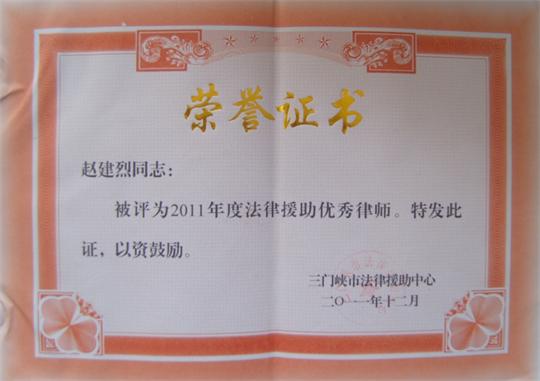 荣誉证书
赵建烈同志：
被评为2011年度法律援助优秀律师。特发此
证，以资鼓励。
三门峡市法律援助中心
二〇一一年十二月